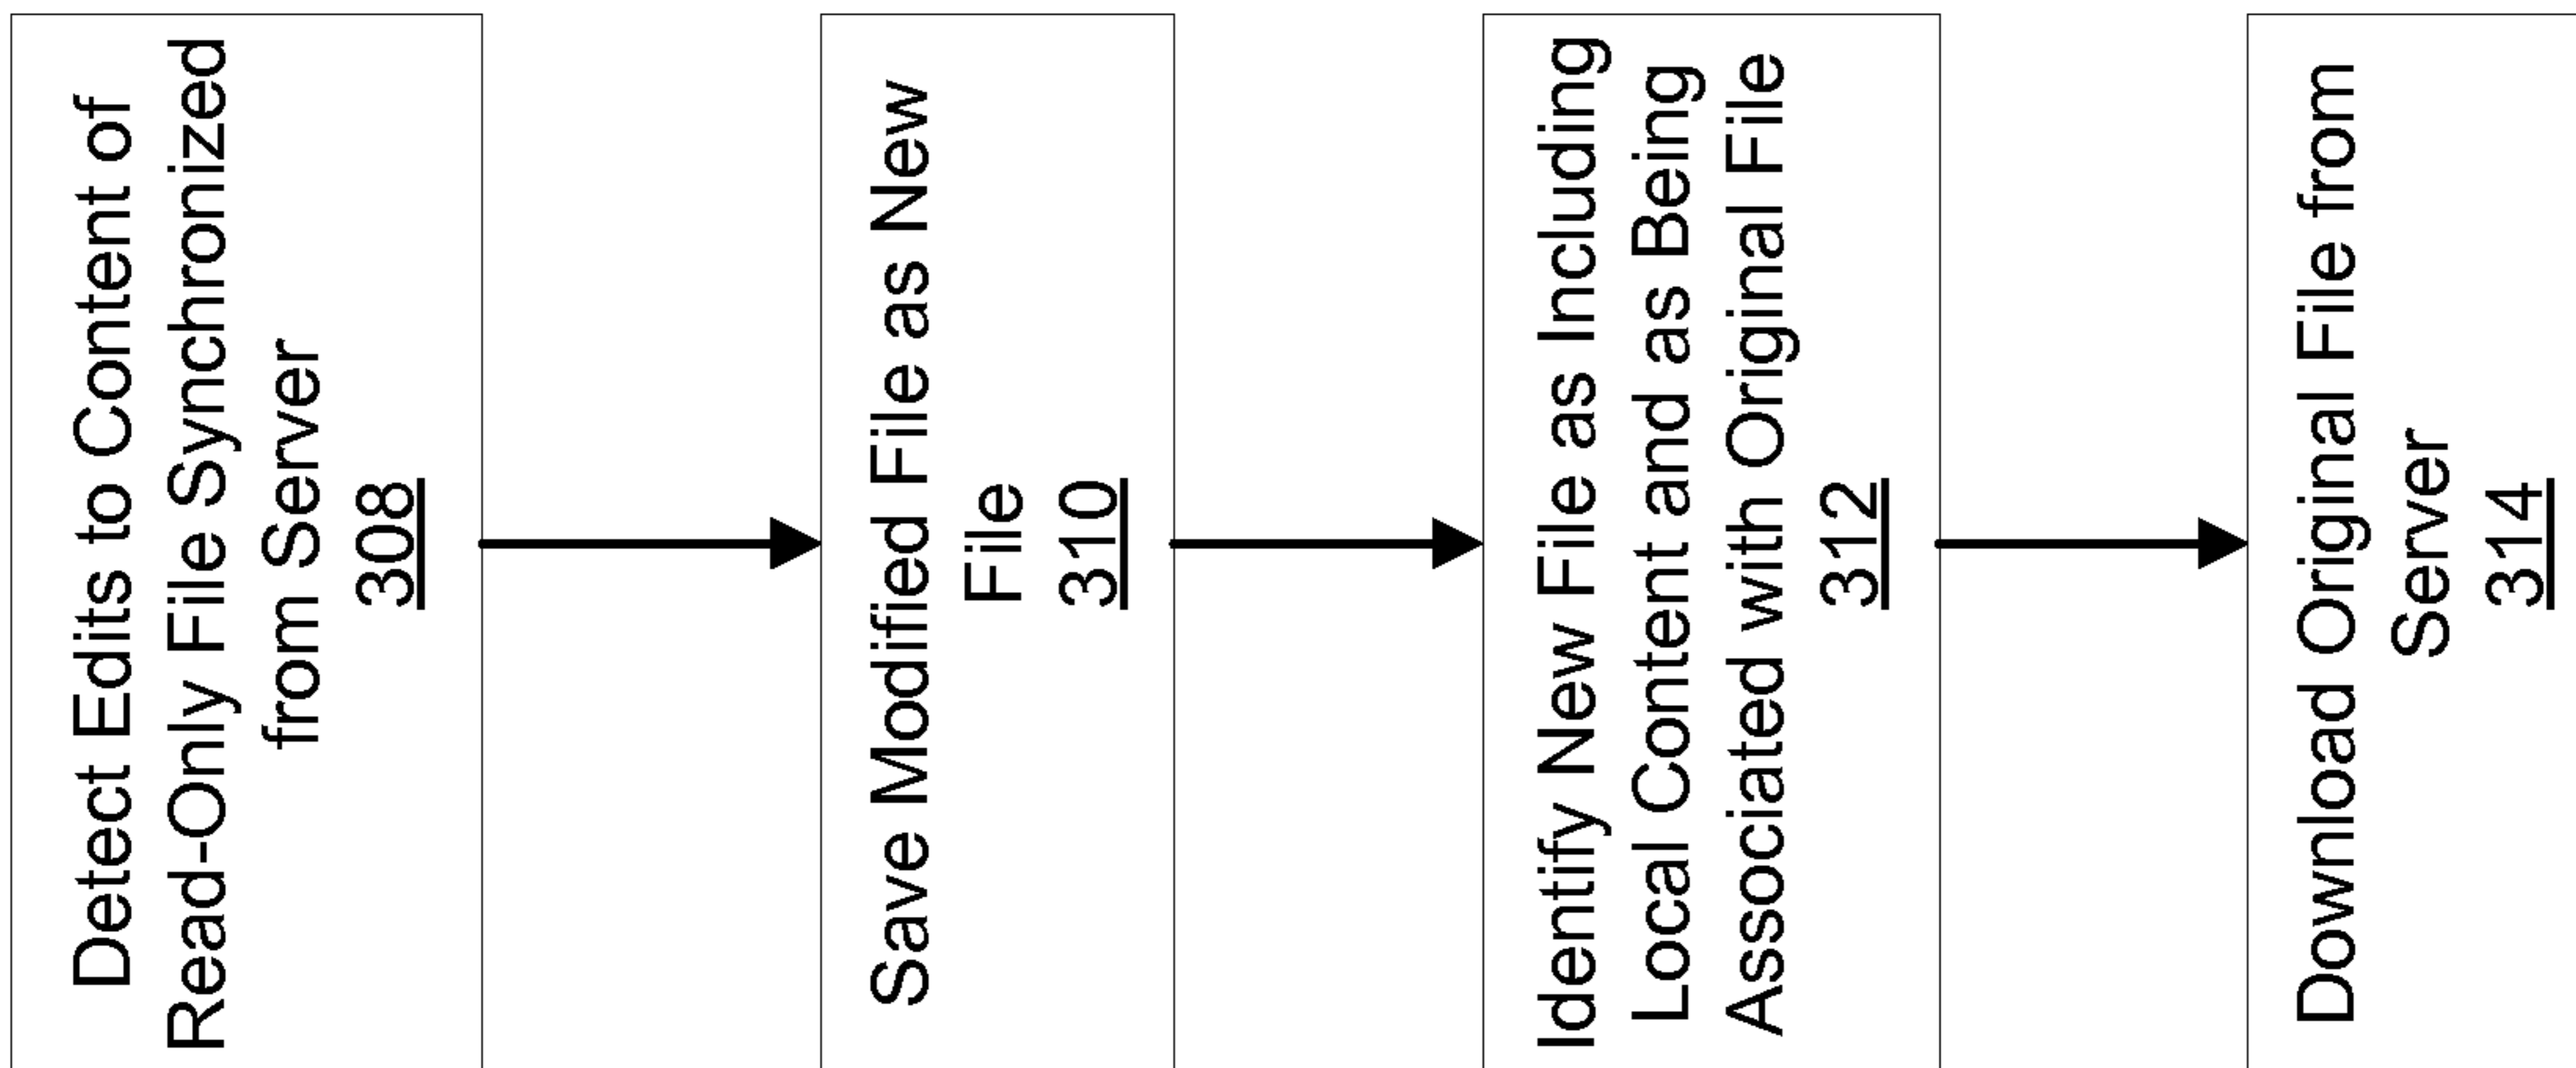 Detect Edits to Content of
Read-Only File Synchronized
from Server
308
Save Modified File as New
File
310
Identify New File as Including
Local Content and as Being
Associated with Original File
312
Download Original File from
Server
314